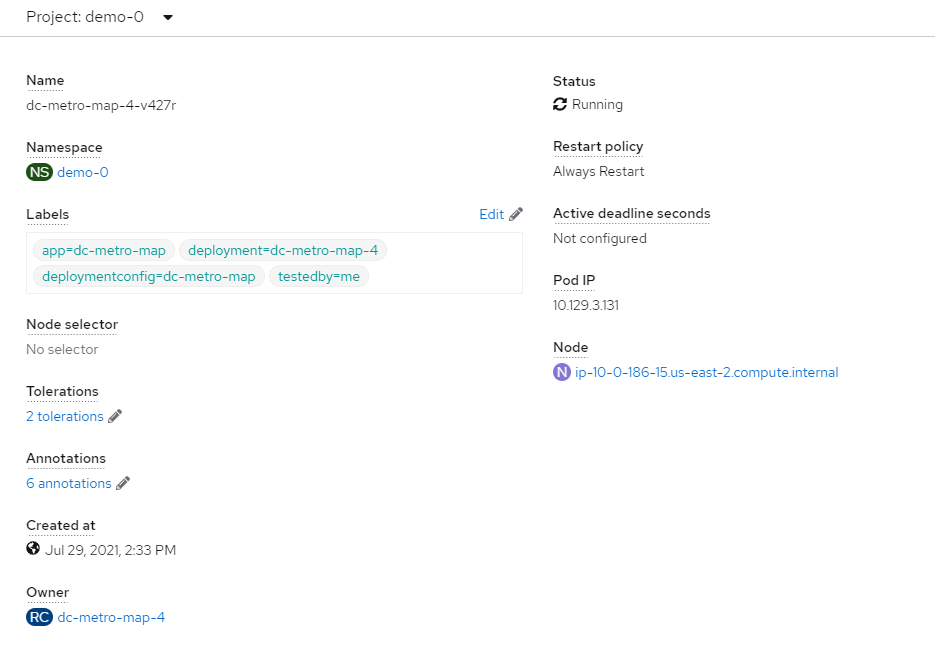 Project: demo-0
Name
dc-metro-map-4-v427r
Namespace
NS demo-0
Labels
Edit
app=dc-metro-map deployment=dc-metro-map-4
deploymentconfig=dc-metro-map testedby=me
Node selector
No selector
Tolerations
2 tolerations
Annotations
6 annotations
Created at
Jul 29, 2021, 2:33 PM
Owner
RC dc-metro-map-4
Status
Running
Restart policy
Always Restart
Active deadline seconds
Not configured
Pod IP
10.129.3.131
Node
N ip-10-0-186-15.us-east-2.compute.internal